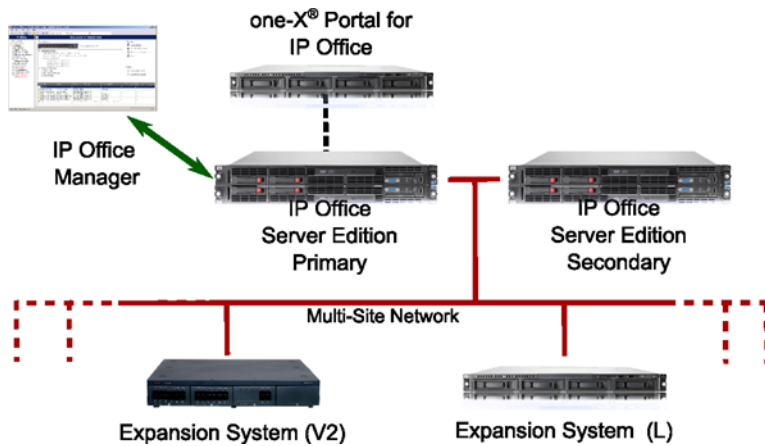 one-X® Portal for
IP Office
IP Office
Manager
IP Office
Server Edition
Primary
IP Office
Server Edition
Secondary
Multi-Site Network
Expansion System (V2)
Expansion System (L)